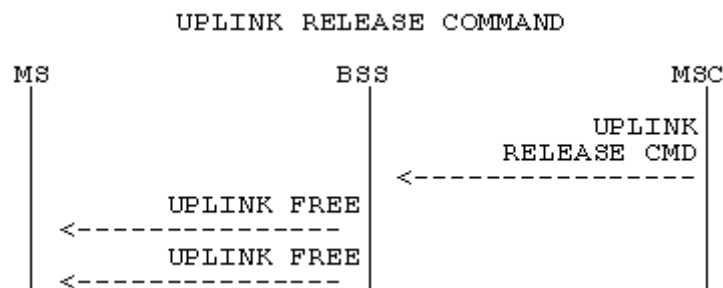 UPLINK RELEASE COMMAND
MS BSS MSC
UPLINK
RELEASE CMD
UPLINK FREE
UPLINK FREE